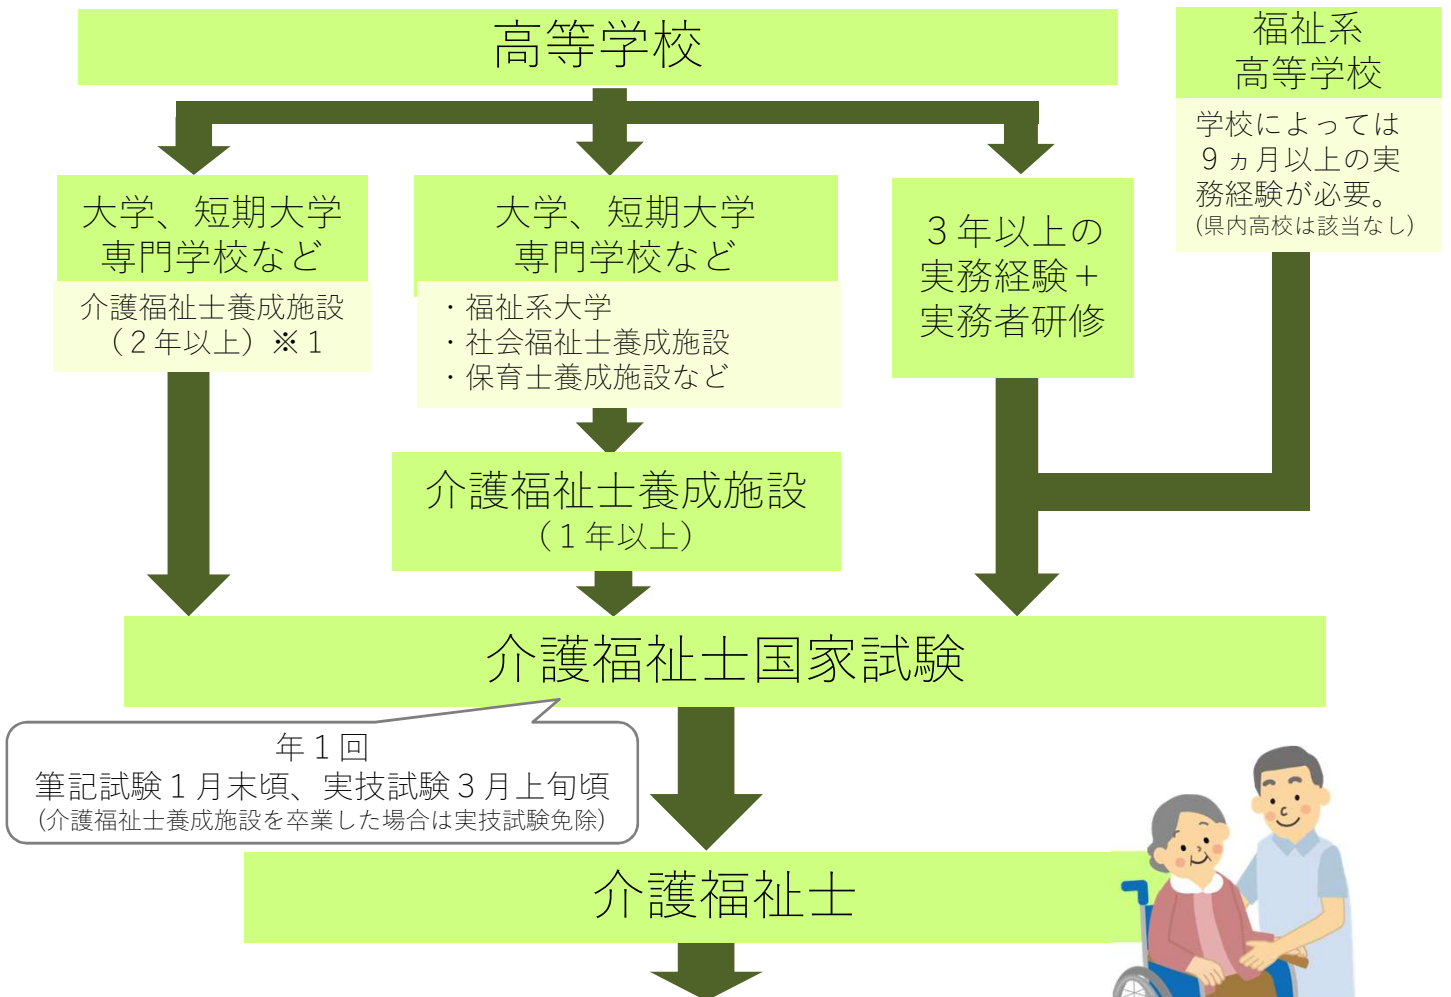 高等学校
福祉系
高等学校
学校によっては
９ヵ月以上の実
務経験が必要。
(県内高校は該当なし)
大学、短期大学
専門学校など
介護福祉士養成施設
（２年以上）※１
大学、短期大学
専門学校など
・福祉系大学
・社会福祉士養成施設
・保育士養成施設など
３年以上の
実務経験＋
実務者研修
介護福祉士養成施設
（１年以上）
介護福祉士国家試験
年１回
筆記試験１月末頃、実技試験３月上旬頃
(介護福祉士養成施設を卒業した場合は実技試験免除)
介護福祉士